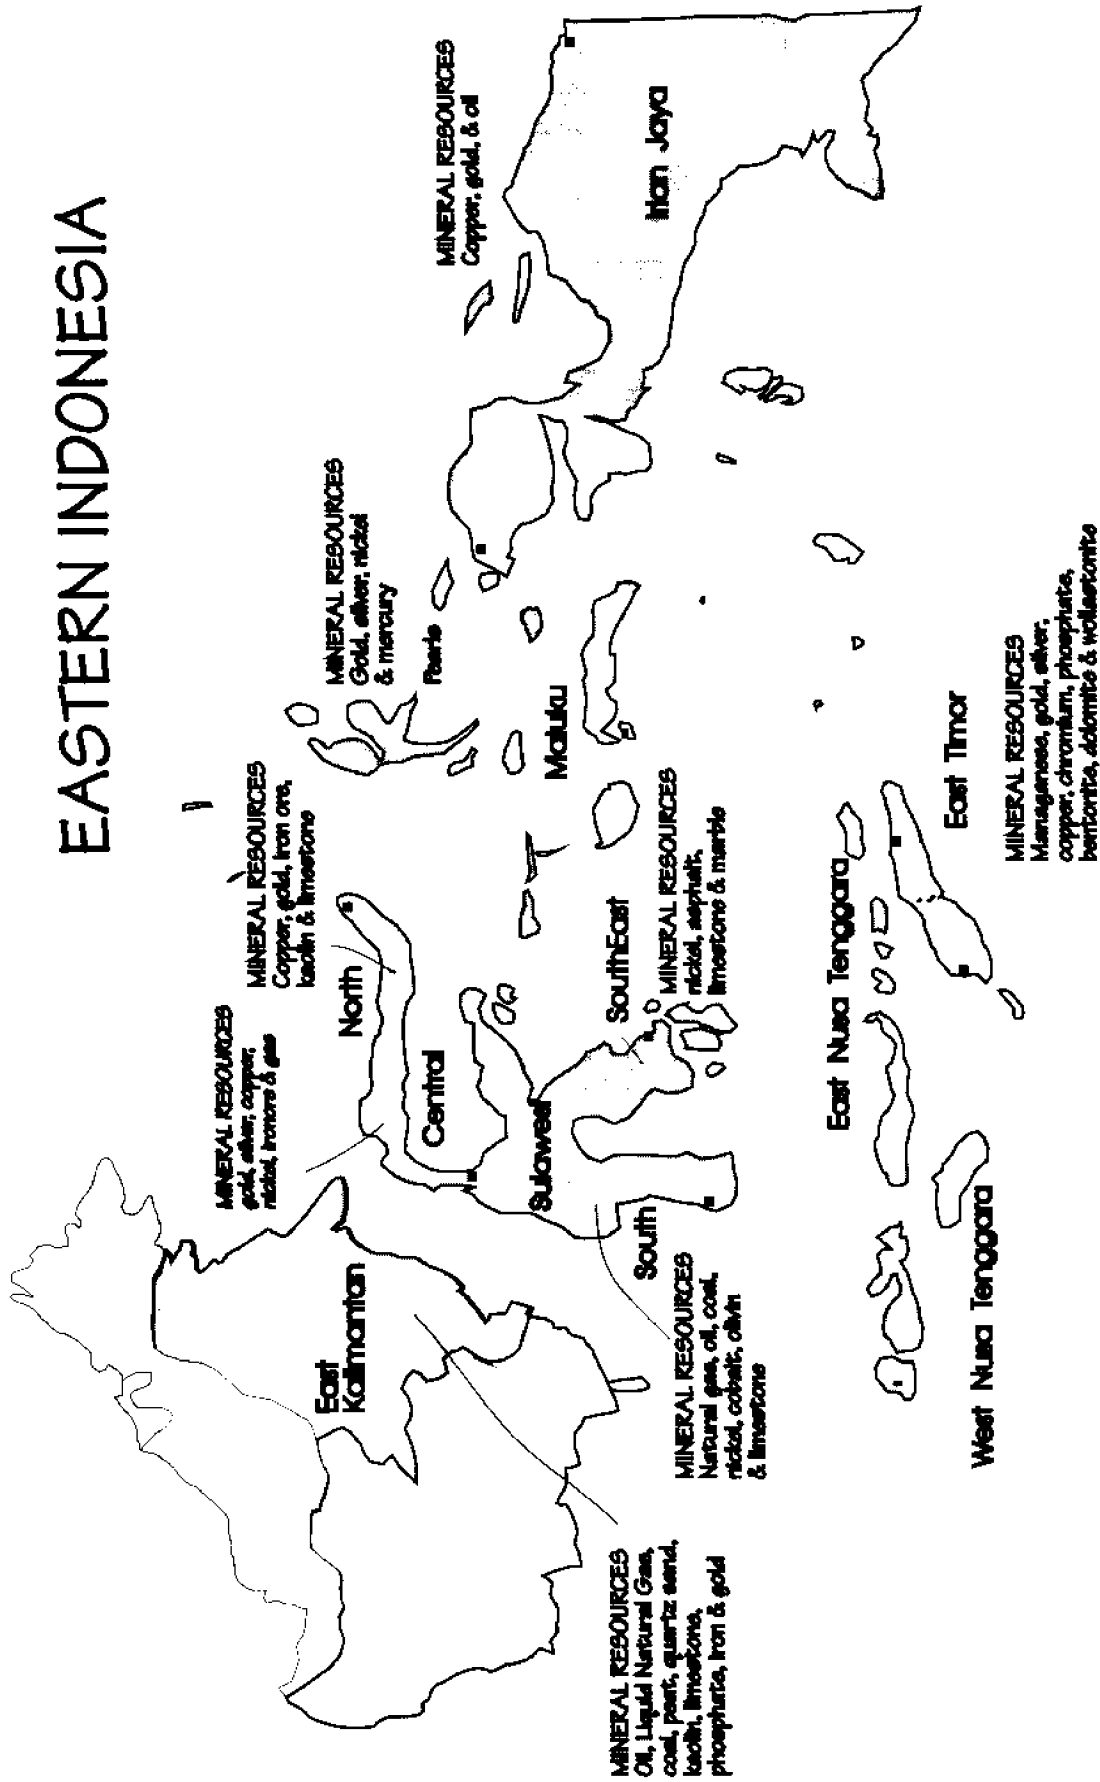 EASTERN INDONESIA
MINERAL RESOURCES
Copper, gold, & oil
Irian Jaya
MINERAL RESOURCES
Gold, silver, nickel
& mercury
Pearls
Maluku
MINERAL RESOURCES
Copper, gold, iron ore,
kaolin & limestone
North
MINERAL RESOURCES
gold, silver, copper,
nickel, ironore & gas
Central
Sulawesi
SouthEast
MINERAL RESOURCES
nickel, asphalt,
limestone & marble
South
MINERAL RESOURCES
Natural gas, oil, coal,
nickel, cobalt, olivin
& limestone
East
Kalimantan
MINERAL RESOURCES
Oil, Liquid Natural Gas,
coal, peat, quartz sand,
kaolin, limestone,
phosphate, iron & gold
East Nusa Tenggara
West Nusa Tenggara
East Timor
MINERAL RESOURCES
Managanese, gold, silver,
copper, chromium, phosphate,
bentonite, dolomite & wollastonite